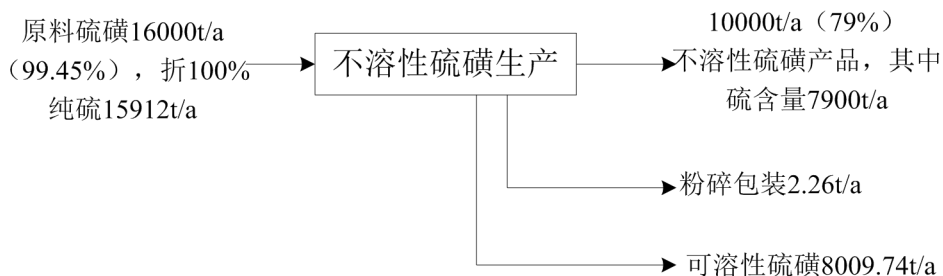 原料硫磺16000t/a
（99.45%），折100%
纯硫15912t/a
不溶性硫磺生产
10000t/a（79%）
不溶性硫磺产品，其中
硫含量7900t/a
粉碎包装2.26t/a
可溶性硫磺8009.74t/a